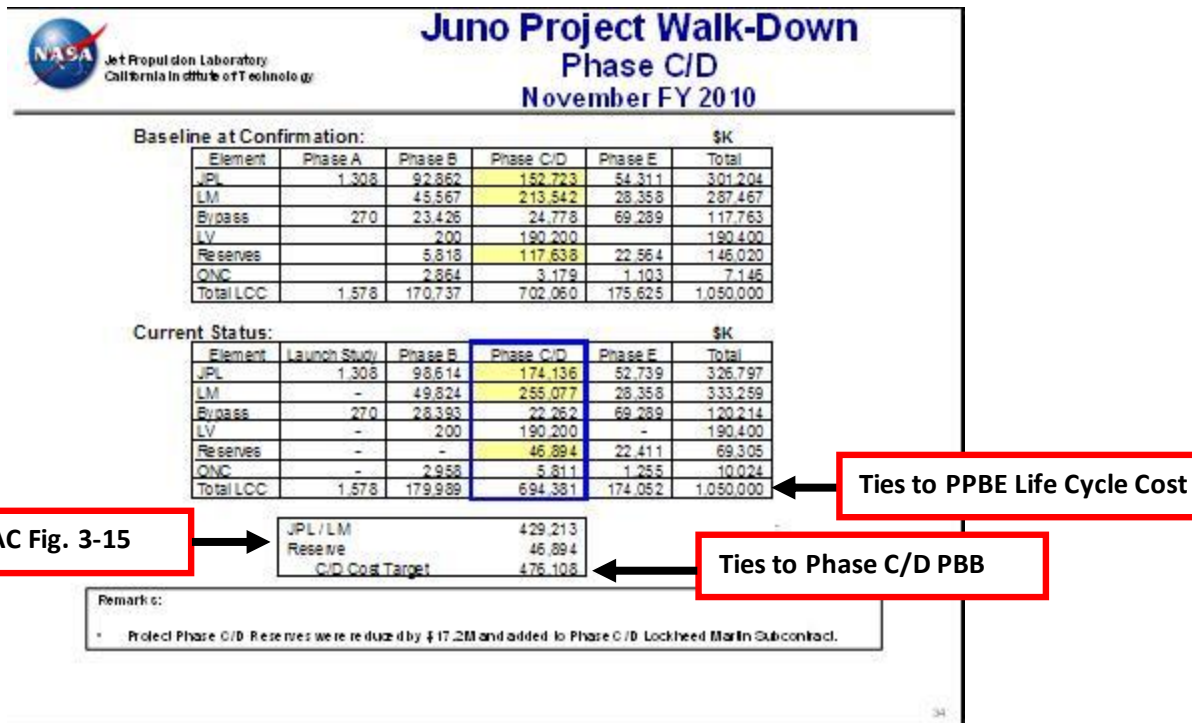 Juno Project Walk-Down
NASA
Jet Propulsion Laboratory
California Institute of Technology
Phase C/D
November FY 2010
Baseline at Confirmation: $K
Element Phase A Phase B Phase C/D Phase E Total
JPL 1,308 92,862 152,723 54,311 301,204
LM 45,567 213,542 28,358 287,467
Bypass 270 23,426 24,778 69,289 117,763
LV 200 190,200 190,400
Reserves 5,818 117,638 22,564 146,020
ONC 2,864 3,179 1,103 7,146
Total LCC 1,578 170,737 702,060 175,625 1,050,000
Current Status: $K
Element Launch Study Phase B Phase C/D Phase E Total
JPL 1,308 98,614 174,136 52,739 326,797
LM - 49,824 255,077 28,358 333,259
Bypass 270 28,393 22,262 69,289 120,214
LV - 200 190,200 - 190,400
Reserves - - 46,894 22,411 69,305
ONC - 2,958 5,811 1,255 10,024
Total LCC 1,578 179,989 694,381 174,052 1,050,000
Ties to PPBE Life Cycle Cost
AC Fig. 3-15
JPL / LM 429,213 -
Reserve 46,894
C/D Cost Target 476,108
Ties to Phase C/D PBB
Remarks:
• Project Phase C/D Reserves were reduced by $17.2M and added to Phase C/D Lockheed Martin Subcontract.
34